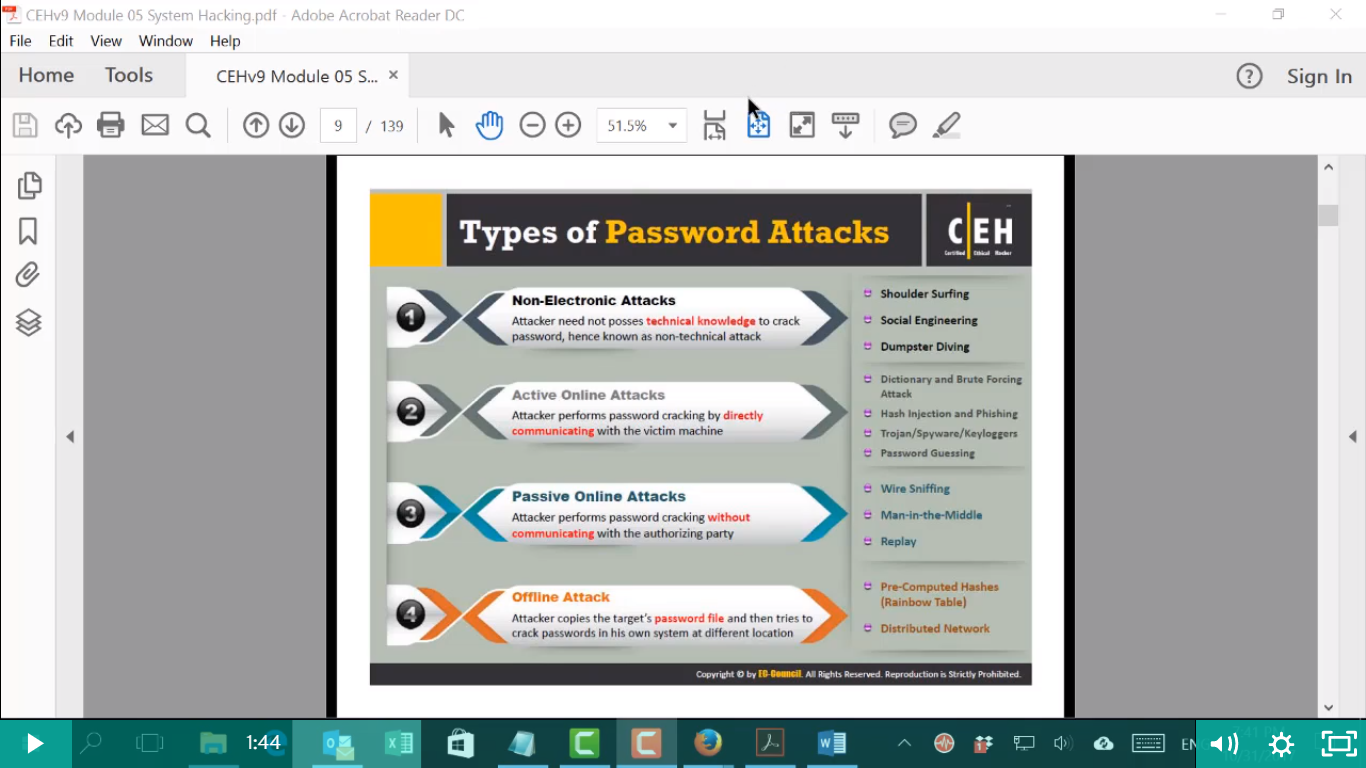 CEHv9 Module 05 System Hacking.pdf - Adobe Acrobat Reader DC
File Edit View Window Help
Home Tools CEHv9 Module 05 S... × Sign In
9 / 139 51.5%
Types of Password Attacks
C|EH
Certified Ethical Hacker
1
Non-Electronic Attacks
Attacker need not posses technical knowledge to crack
password, hence known as non-technical attack
Shoulder Surfing
Social Engineering
Dumpster Diving
2
Active Online Attacks
Attacker performs password cracking by directly
communicating with the victim machine
Dictionary and Brute Forcing
Attack
Hash Injection and Phishing
Trojan/Spyware/Keyloggers
Password Guessing
3
Passive Online Attacks
Attacker performs password cracking without
communicating with the authorizing party
Wire Sniffing
Man-in-the-Middle
Replay
4
Offline Attack
Attacker copies the target's password file and then tries to
crack passwords in his own system at different location
Pre-Computed Hashes
(Rainbow Table)
Distributed Network
Copyright © by EC-Council. All Rights Reserved. Reproduction is Strictly Prohibited.
1:44